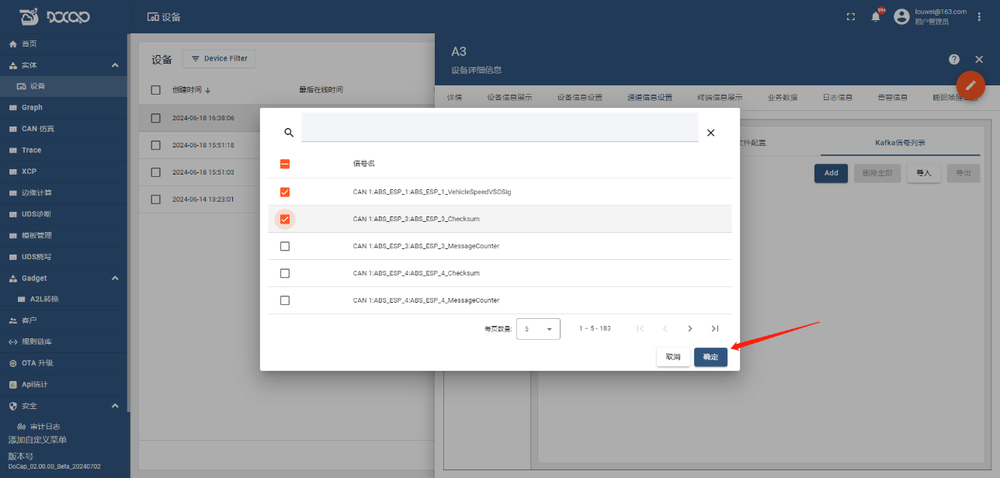 DOCAP
设备
99+
louwei@163.com
租户管理员
首页
实体
设备
Graph
CAN 仿真
Trace
XCP
边缘计算
UDS诊断
模板管理
UDS烧写
Gadget
A2L转换
客户
规则链库
OTA 升级
Api统计
安全
审计日志
添加自定义菜单
版本号
DoCap_02.00.00_Beta_20240702
设备
Device Filter
创建时间
最后在线时间
2024-06-18 16:38:06
2024-06-18 15:51:18
2024-06-18 15:51:03
2024-06-14 13:23:01
A3
设备详细信息
详情
设备信息展示
设备信息设置
通道信息设置
终端信息展示
业务数据
日志信息
告警信息
睡眠唤醒
文件配置
Kafka信号列表
Add
删除全部
导入
导出
信号名
CAN 1:ABS_ESP_1:ABS_ESP_1_VehicleSpeedVSOSig
CAN 1:ABS_ESP_3:ABS_ESP_3_Checksum
CAN 1:ABS_ESP_3:ABS_ESP_3_MessageCounter
CAN 1:ABS_ESP_4:ABS_ESP_4_Checksum
CAN 1:ABS_ESP_4:ABS_ESP_4_MessageCounter
每页数量: 5 1 – 5 - 183
取消
确定